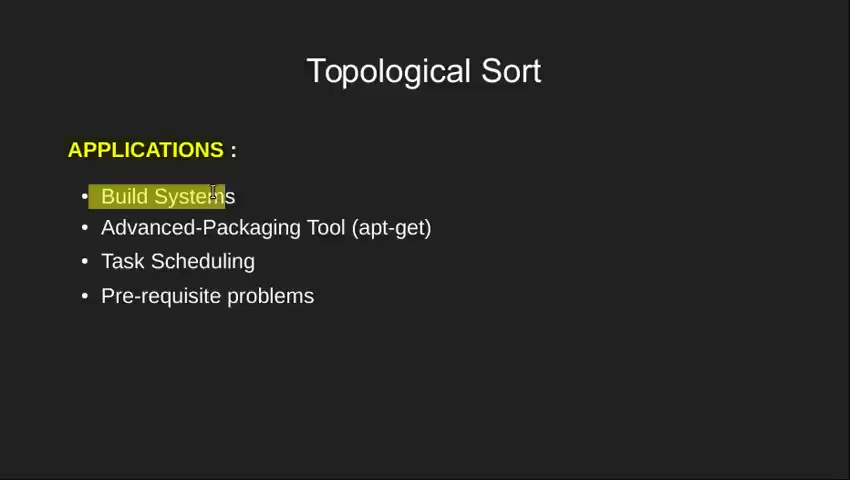 Topological Sort
APPLICATIONS :
• Build Systems
• Advanced-Packaging Tool (apt-get)
• Task Scheduling
• Pre-requisite problems